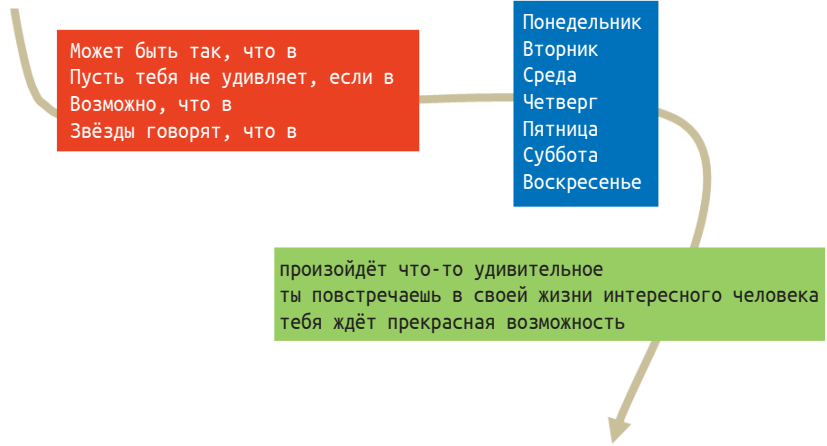 Может быть так, что в
Пусть тебя не удивляет, если в
Возможно, что в
Звёзды говорят, что в
Понедельник
Вторник
Среда
Четверг
Пятница
Суббота
Воскресенье
произойдёт что-то удивительное
ты повстречаешь в своей жизни интересного человека
тебя ждёт прекрасная возможность